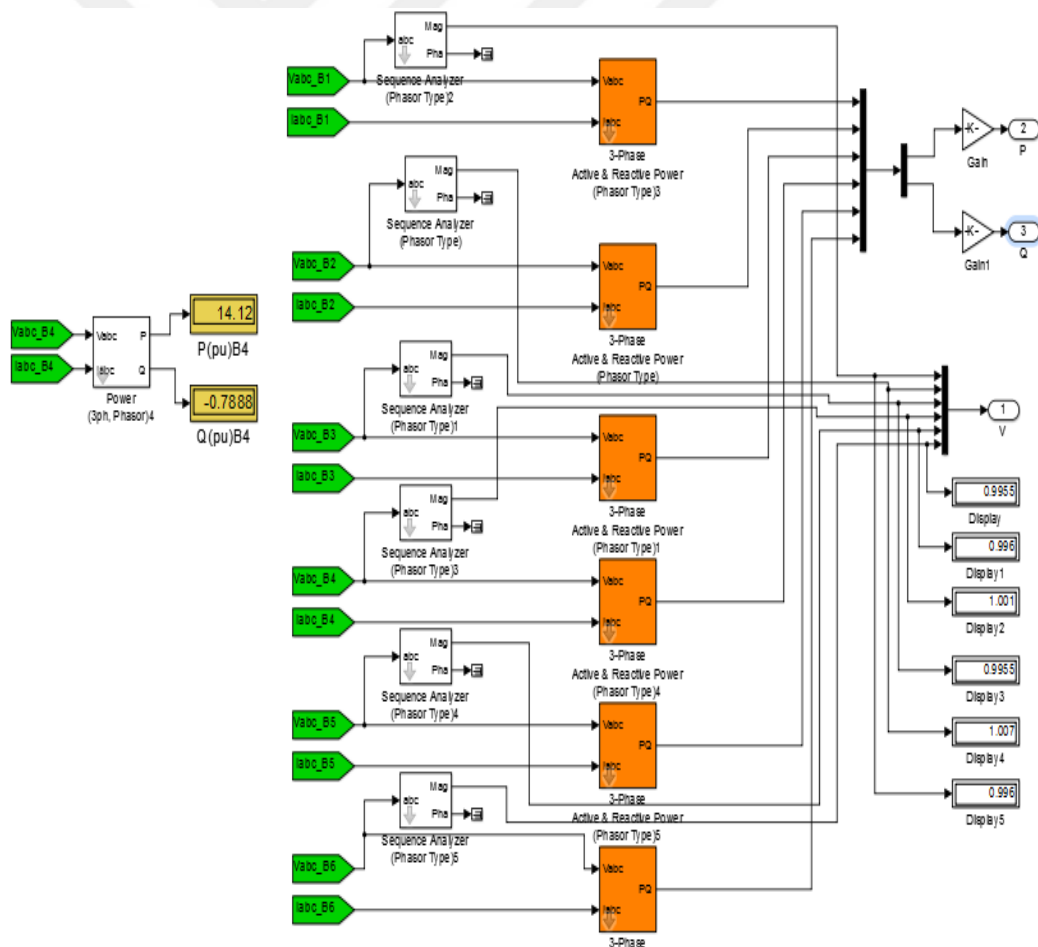 Mag
abc
Pha
Sequence Analyzer
(Phasor Type)2
Vabc_B1
Iabc_B1
Vabc
PQ
Iabc
3-Phase
Active & Reactive Power
(Phasor Type)3
-K-
Gain
2
P
-K-
Gain1
3
Q
Mag
abc
Pha
Sequence Analyzer
(Phasor Type)
Vabc_B2
Iabc_B2
Vabc
PQ
Iabc
3-Phase
Active & Reactive Power
(Phasor Type)
Vabc_B4
Iabc_B4
Vabc
P
Iabc
Q
Power
(3ph, Phasor)4
14.12
P(pu)B4
-0.7888
Q(pu)B4
Mag
abc
Pha
Sequence Analyzer
(Phasor Type)1
Vabc_B3
Iabc_B3
Vabc
PQ
Iabc
3-Phase
Active & Reactive Power
(Phasor Type)1
1
V
Mag
abc
Pha
Sequence Analyzer
(Phasor Type)3
Vabc_B4
Iabc_B4
Vabc
PQ
Iabc
3-Phase
Active & Reactive Power
(Phasor Type)4
0.9955
Display
0.996
Display1
1.001
Display2
0.9955
Display3
1.007
Display4
0.996
Display5
Mag
abc
Pha
Sequence Analyzer
(Phasor Type)4
Vabc_B5
Iabc_B5
Vabc
PQ
Iabc
3-Phase
Active & Reactive Power
(Phasor Type)5
Mag
abc
Pha
Sequence Analyzer
(Phasor Type)5
Vabc_B6
Iabc_B6
Vabc
PQ
Iabc
3-Phase